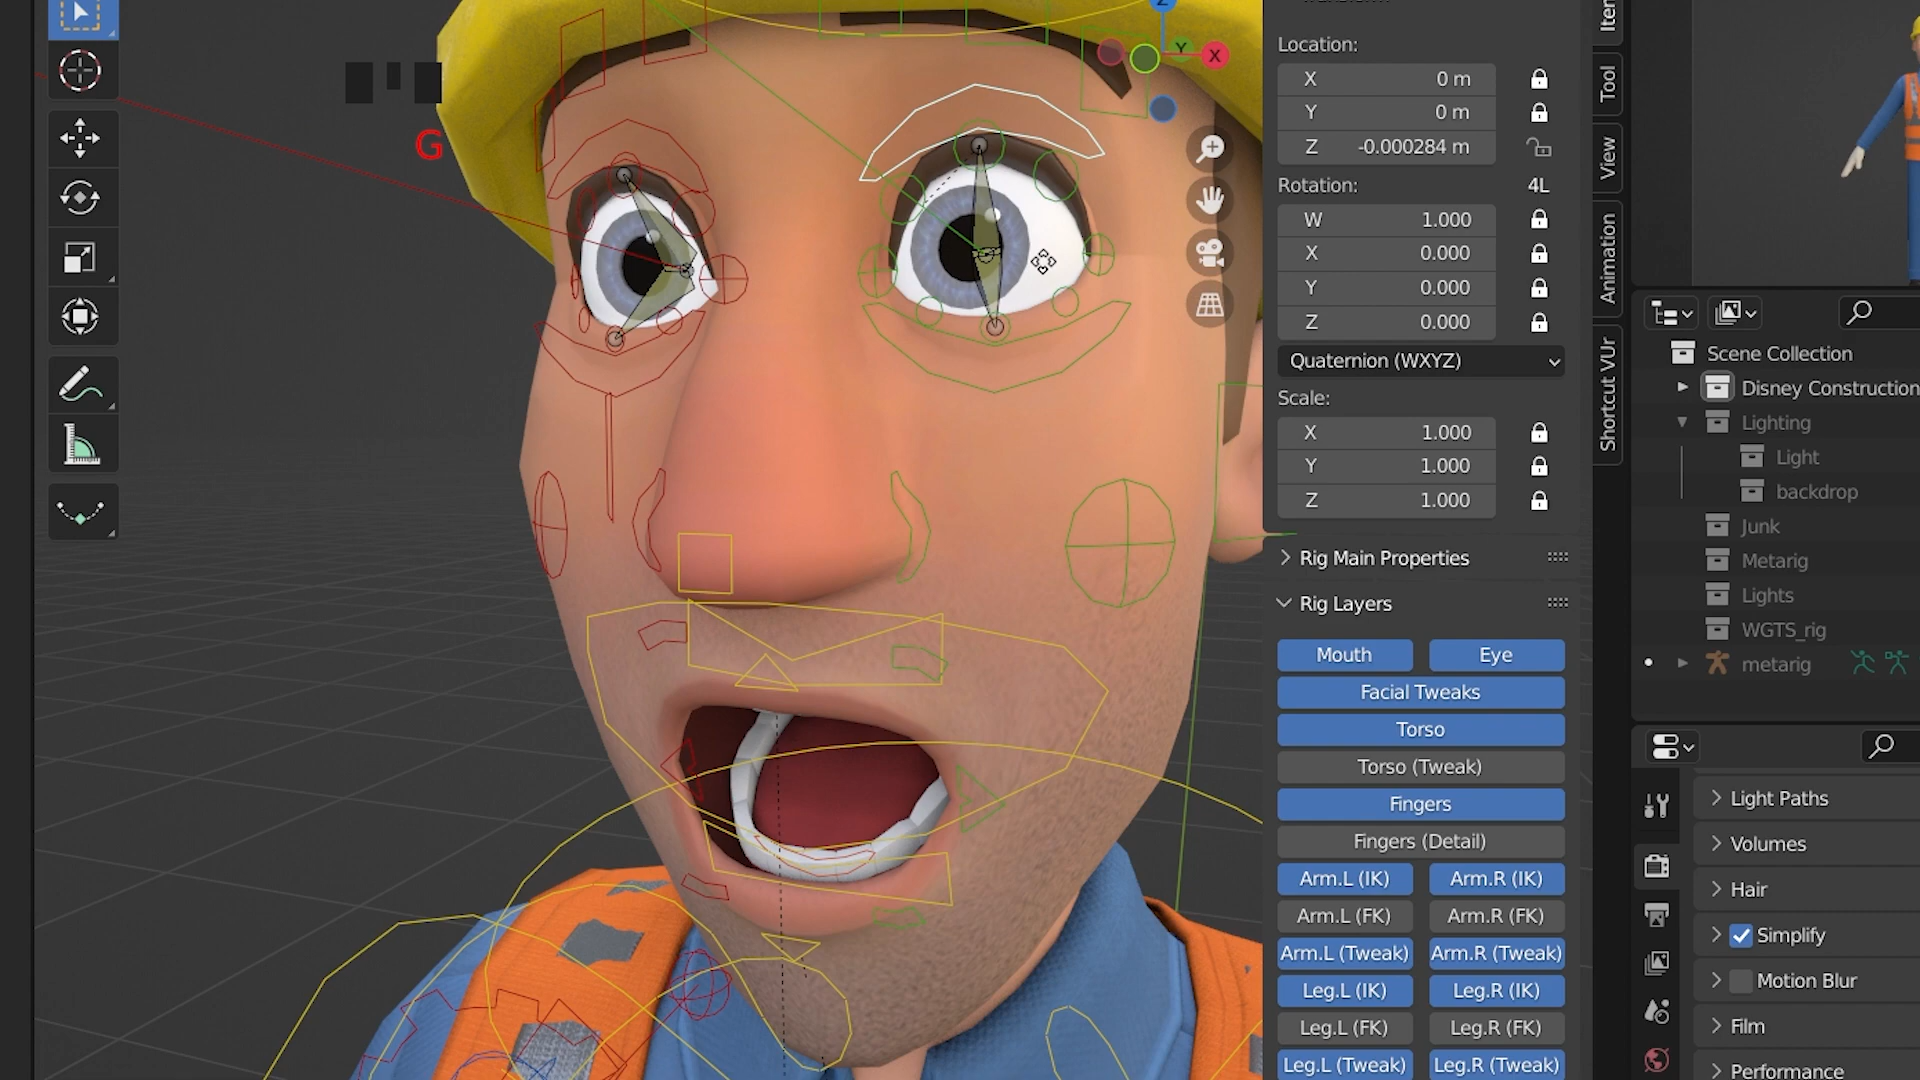 G
Z
Y
X
Location:
X 0 m
Y 0 m
Z -0.000284 m
Rotation: 4L
W 1.000
X 0.000
Y 0.000
Z 0.000
Quaternion (WXYZ)
Scale:
X 1.000
Y 1.000
Z 1.000
Rig Main Properties
Rig Layers
Mouth Eye
Facial Tweaks
Torso
Torso (Tweak)
Fingers
Fingers (Detail)
Arm.L (IK) Arm.R (IK)
Arm.L (FK) Arm.R (FK)
Arm.L (Tweak) Arm.R (Tweak)
Leg.L (IK) Leg.R (IK)
Leg.L (FK) Leg.R (FK)
Leg.L (Tweak) Leg.R (Tweak)
Tool
View
Animation
Shortcut VUr
Scene Collection
Disney Construction
Lighting
Light
backdrop
Junk
Metarig
Lights
WGTS_rig
metarig
Light Paths
Volumes
Hair
Simplify
Motion Blur
Film
Performance